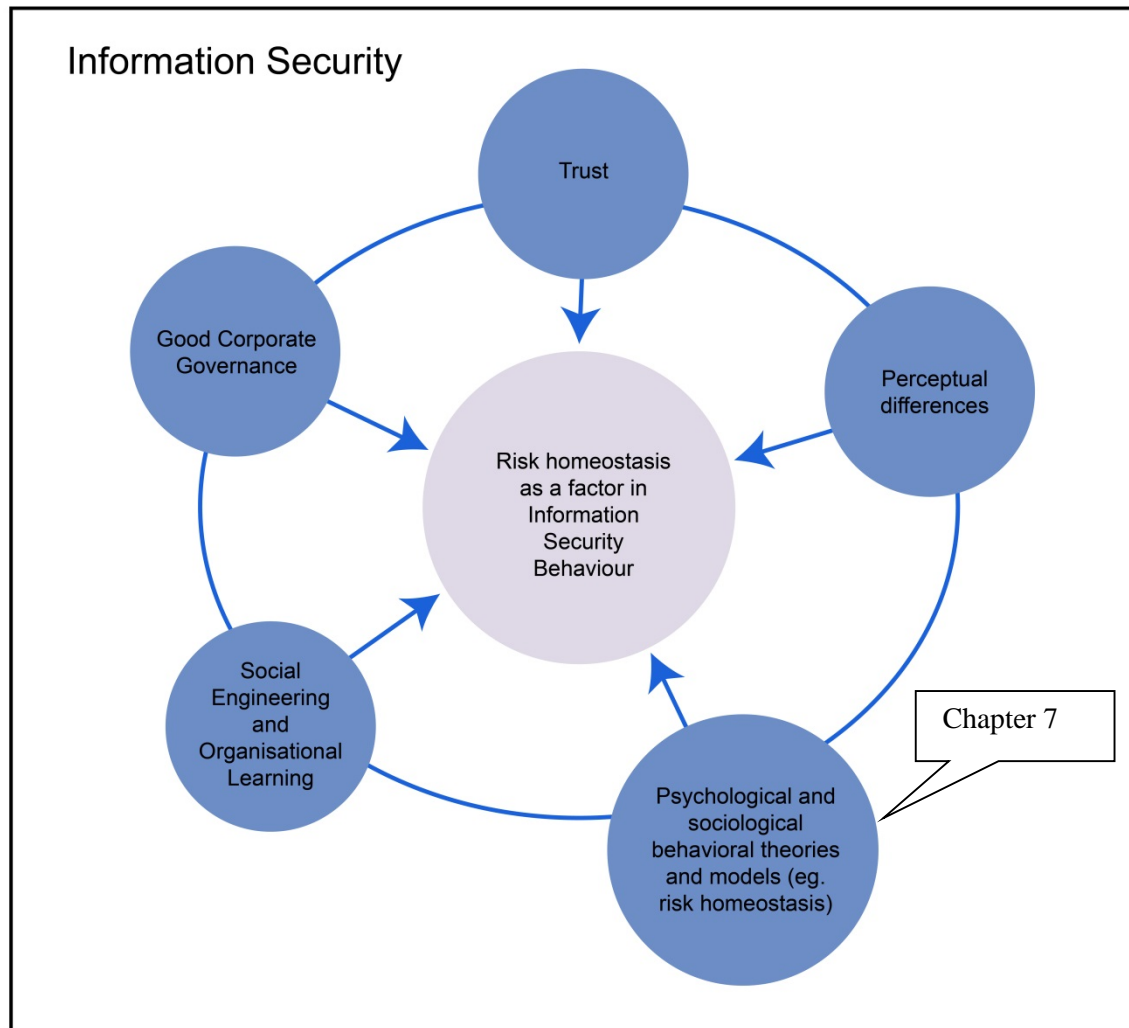 Information Security
Trust
Good Corporate
Governance
Perceptual
differences
Risk homeostasis
as a factor in
Information
Security
Behaviour
Social
Engineering
and
Organisational
Learning
Chapter 7
Psychological and
sociological
behavioral theories
and models (eg.
risk homeostasis)